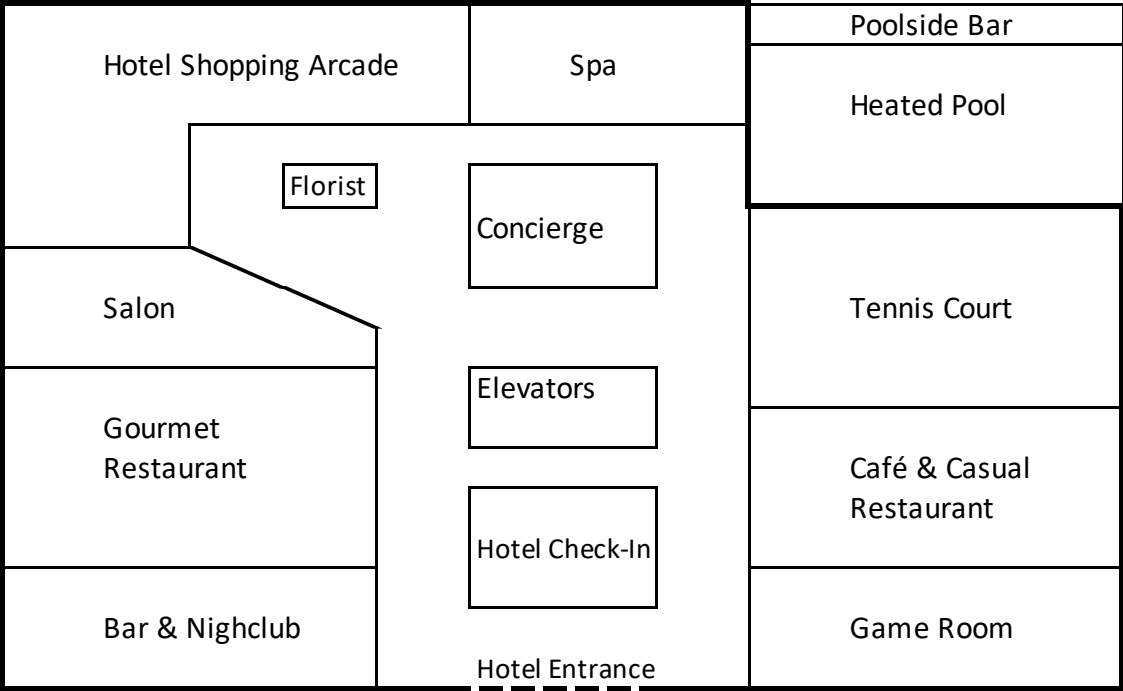 Poolside Bar
Hotel Shopping Arcade
Spa
Heated Pool
Florist
Concierge
Salon
Tennis Court
Elevators
Gourmet
Restaurant
Café & Casual
Restaurant
Hotel Check-In
Bar & Nighclub
Game Room
Hotel Entrance